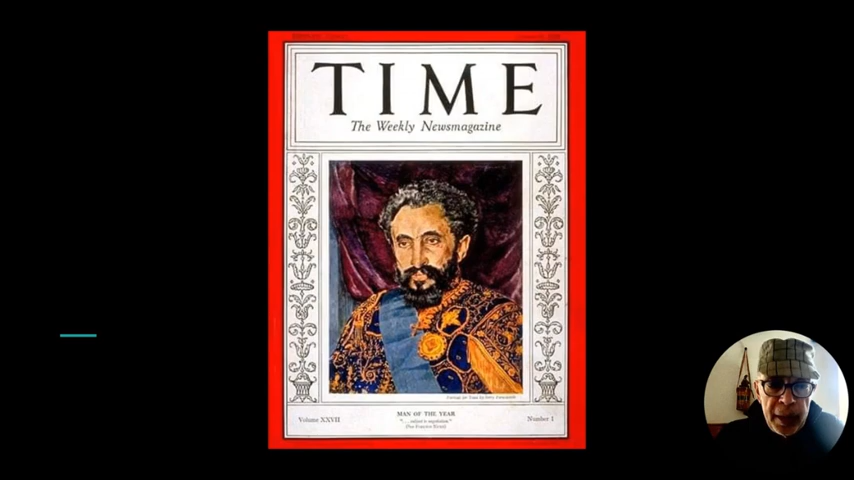 TIME
The Weekly Newsmagazine
Volume XXVII
MAN OF THE YEAR
Number 1